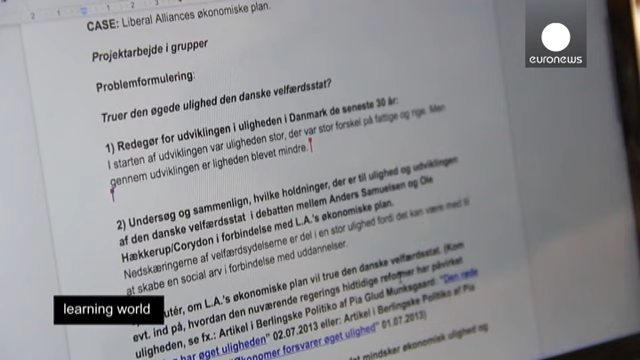 CASE: Liberal Alliances økonomiske plan.
euronews
Projektarbejde i grupper
Problemformulering:
Truer den øgede ulighed den danske velfærdsstat?
1) Redegør for udviklingen i uligheden i Danmark de seneste 30 år:
I starten af udviklingen var uligheden stor, der var stor forskel på fattige og rige. Men
gennem udviklingen er ligheden blevet mindre.
2) Undersøg og sammenlign, hvilke holdninger, der er til ulighed og udviklingen
af den danske velfærdsstat i debatten mellem Anders Samuelsen og Ole
Hækkerup/Corydon i forbindelse med L.A.'s økonomiske plan.
Nedskæringerne af velfærdsydelserne er del i en stor ulighed fordi det kan være med til
at skabe en social arv i forbindelse med uddannelser.
om L.A.'s økonomiske plan vil true den danske velfærdsstat. (Kom
evt. ind på, hvordan den nuværende regerings hidtidige reformer har påvirket
uligheden, se fx.: Artikel i Berlingske Politiko af Pia Glud Munksgaard: "Den røde
har øget uligheden" 02.07.2013 eller: Artikel i Berlingske Politiko af Pia
forsvarer øget ulighed" 01.07.2013)
mindsker økonomisk ulighed og
learning world